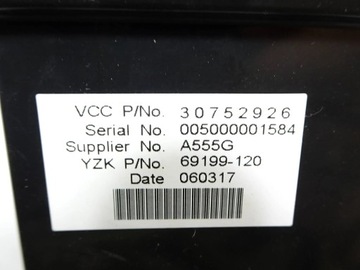 VCC P/No. 30752926
Serial No. 005000001584
Supplier No. A555G
YZK P/No. 69199-120
Date 060317